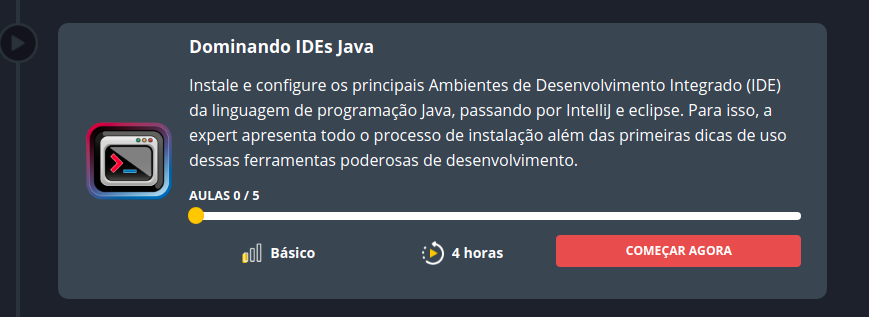 Dominando IDEs Java
Instale e configure os principais Ambientes de Desenvolvimento Integrado (IDE)
da linguagem de programação Java, passando por IntelliJ e eclipse. Para isso, a
expert apresenta todo o processo de instalação além das primeiras dicas de uso
dessas ferramentas poderosas de desenvolvimento.
AULAS 0 / 5
Básico
4 horas
COMEÇAR AGORA